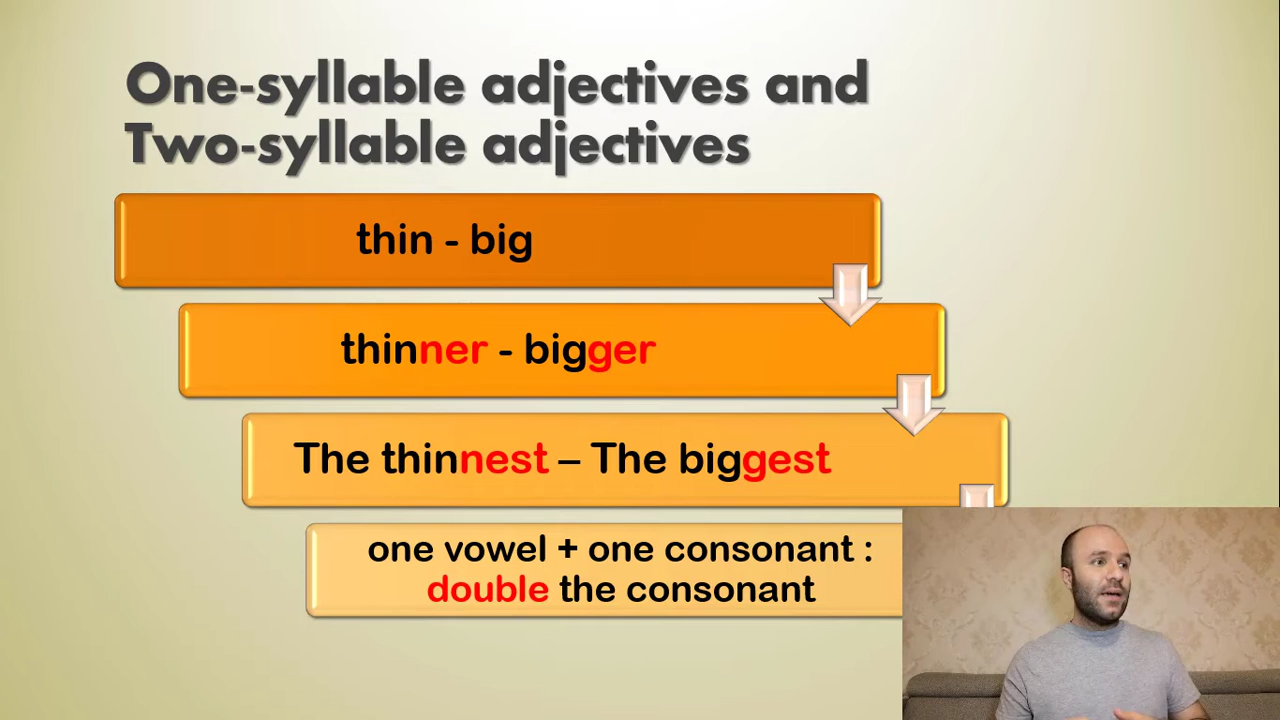 One-syllable adjectives and
Two-syllable adjectives
thin - big
thinner - bigger
The thinnest – The biggest
one vowel + one consonant :
double the consonant